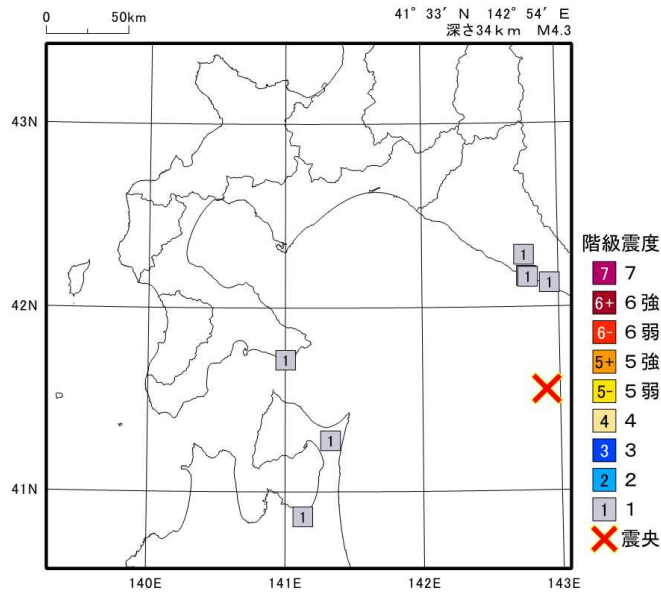 0 50km
41° 33′ N 142° 54′ E
深さ34km M4.3
43N
42N
41N
140E 141E 142E 143E
1
1
1
1
1
1
階級震度
7 7
6+ 6強
6- 6弱
5+ 5強
5- 5弱
4 4
3 3
2 2
1 1
震央